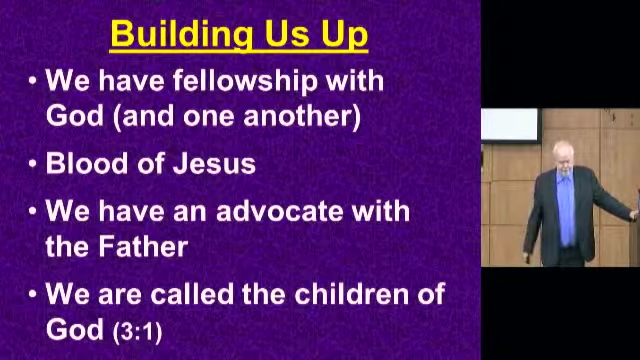 Building Us Up
• We have fellowship with
God (and one another)
• Blood of Jesus
• We have an advocate with
the Father
• We are called the children of
God (3:1)